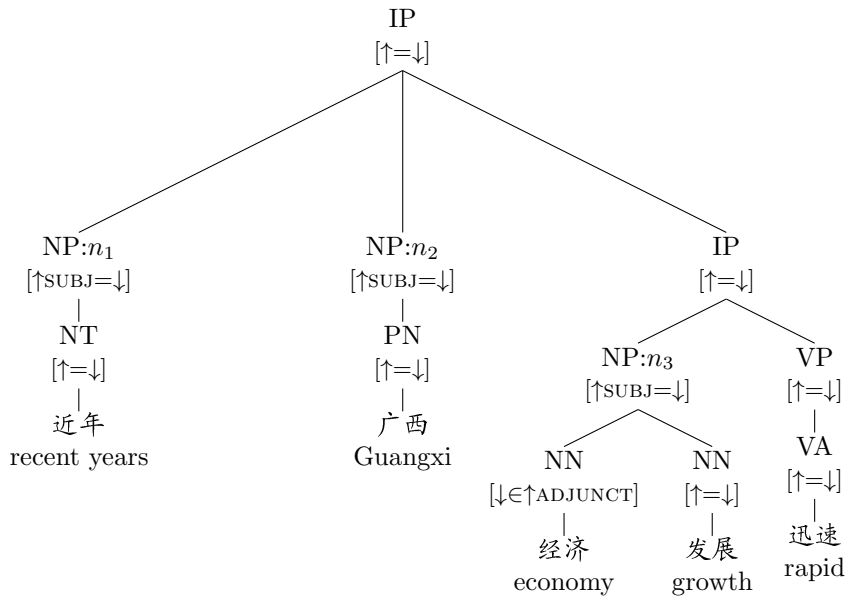 IP
[↑=↓]
NP:n₁ NP:n₂ IP
[↑SUBJ=↓] [↑SUBJ=↓] [↑=↓]
NT PN NP:n₃ VP
[↑=↓] [↑=↓] [↑SUBJ=↓] [↑=↓]
近年 广西 NN NN VA
recent years Guangxi [↓∈↑ADJUNCT] [↑=↓] [↑=↓]
经济 发展 迅速
economy growth rapid